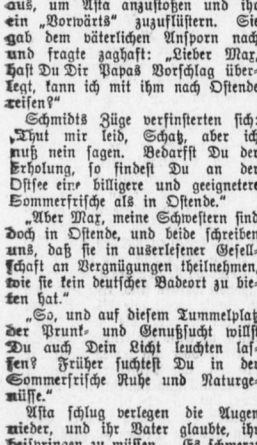 aus, um Asta anzustoßen und ihr
ein „Vorwärts“ zuzuflüstern. Sie
gab dem väterlichen Ansporn nach
und fragte zaghaft: „Lieber Max,
hast Du Dir Papas Vorschlag über-
legt, kann ich mit ihm nach Ostende
reisen?“
Schmidts Züge verfinsterten sich:
„Thut mir leid, Schatz, aber ich
muß nein sagen. Bedarfst Du der
Erholung, so findest Du an der
Ostsee eine billigere und geeignetere
Sommerfrische als in Ostende.“
„Aber Max, meine Schwestern sind
doch in Ostende, und beide schreiben
uns, daß sie in auserlesener Gesell-
schaft an Vergnügungen theilnehmen,
wie sie kein deutscher Badeort zu bie-
ten hat.“
„So, und auf diesem Tummelplatz
der Prunk- und Genußsucht willst
Du auch Dein Licht leuchten las-
sen? Früher suchtest Du in der
Sommerfrische Ruhe und Naturge-
nüsse.“
Asta schlug verlegen die Augen
nieder, und ihr Vater glaubte, ihr
beispringen zu müssen. „Es schmerzt